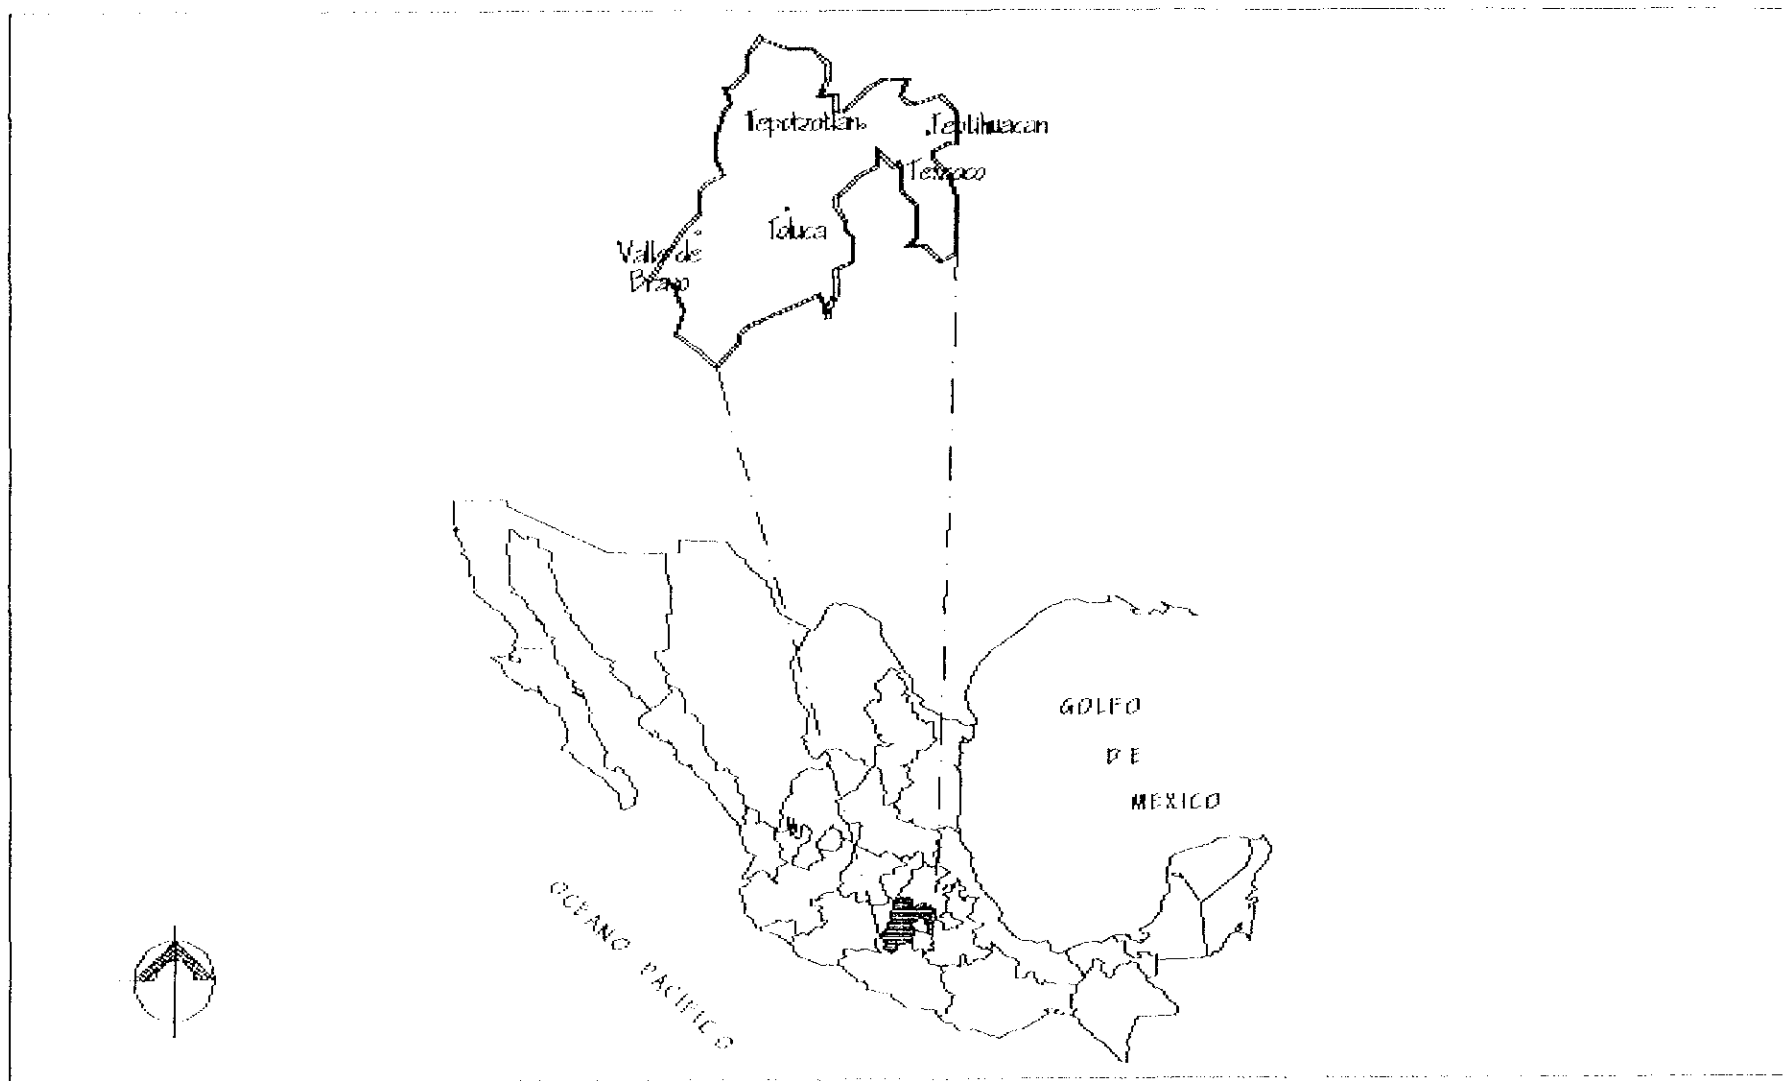 Tepotzotlan
Teotihuacan
Texcoco
Toluca
Valle de
Bravo
GOLFO
DE
MEXICO
OCEANO PACIFICO